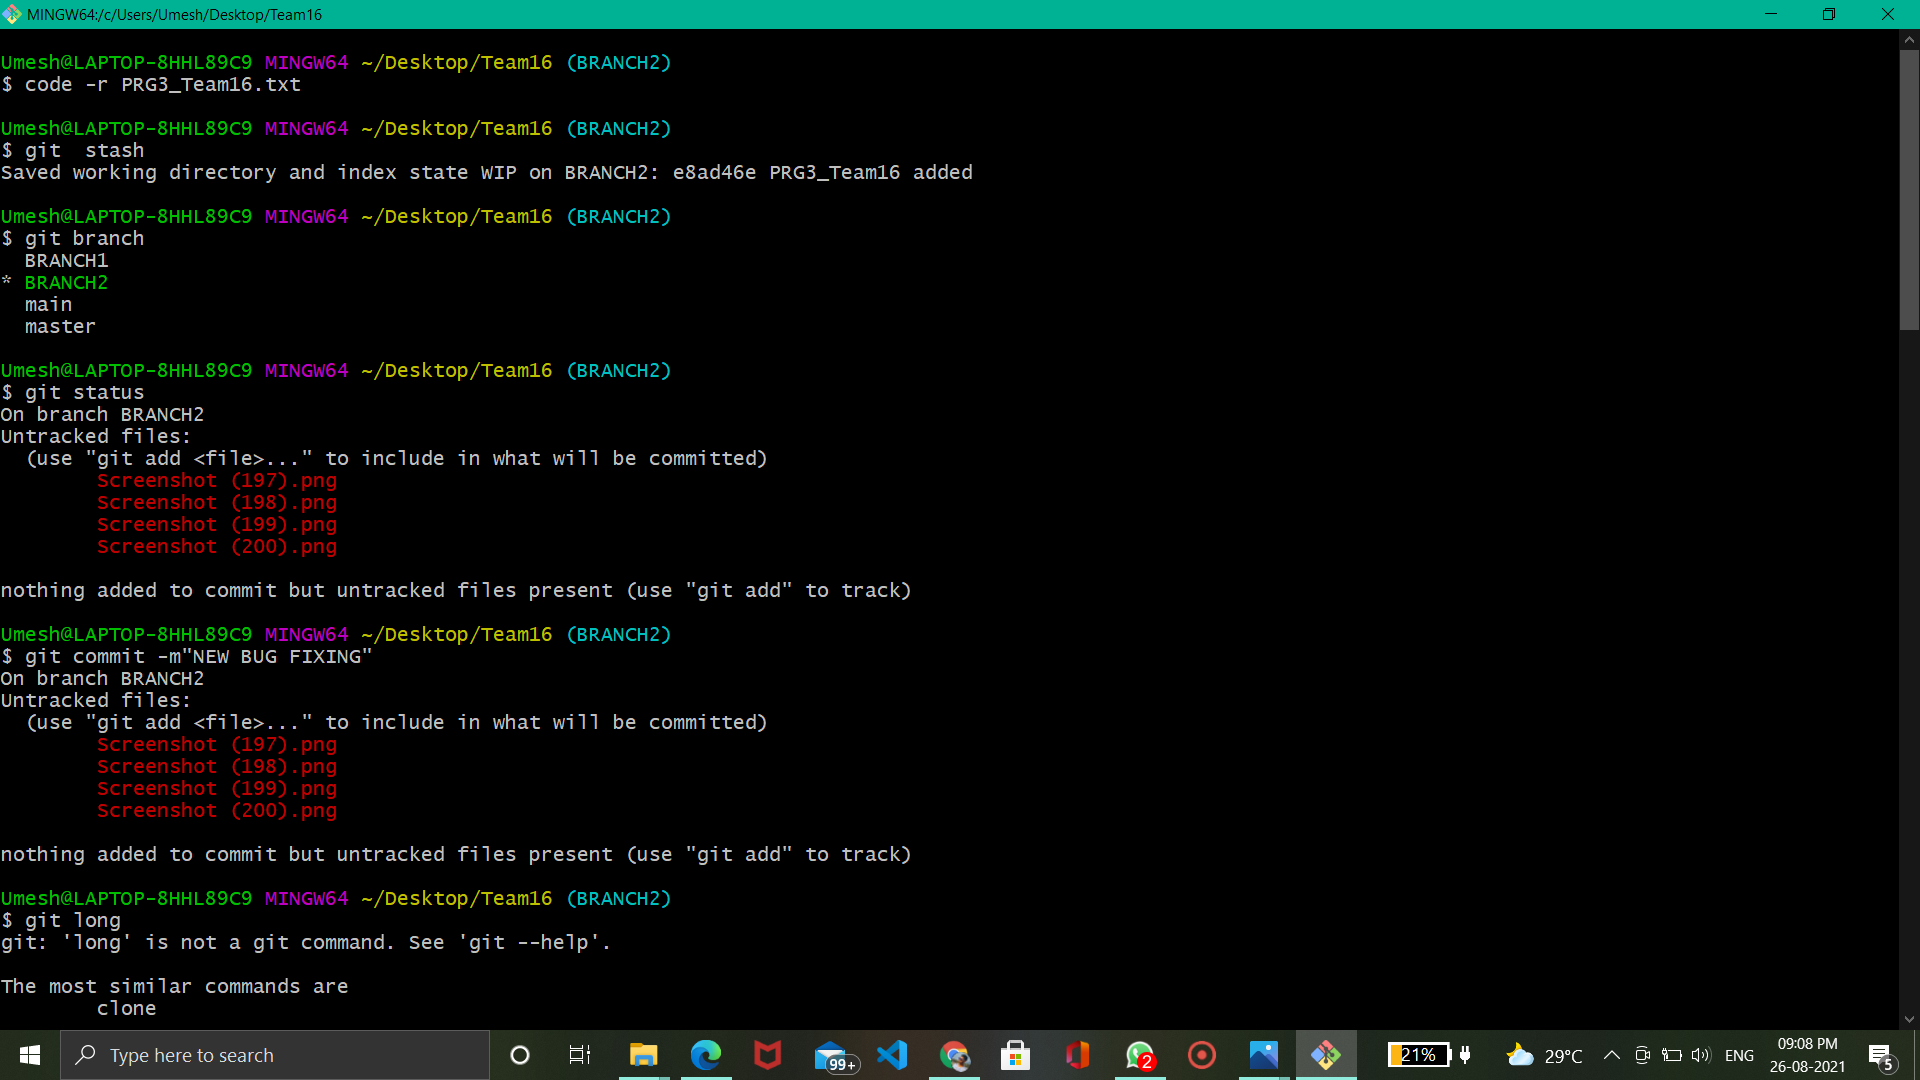 MINGW64:/c/Users/Umesh/Desktop/Team16
Umesh@LAPTOP-8HHL89C9 MINGW64 ~/Desktop/Team16 (BRANCH2)
$ code -r PRG3_Team16.txt
Umesh@LAPTOP-8HHL89C9 MINGW64 ~/Desktop/Team16 (BRANCH2)
$ git  stash
Saved working directory and index state WIP on BRANCH2: e8ad46e PRG3_Team16 added
Umesh@LAPTOP-8HHL89C9 MINGW64 ~/Desktop/Team16 (BRANCH2)
$ git branch
  BRANCH1
* BRANCH2
  main
  master
Umesh@LAPTOP-8HHL89C9 MINGW64 ~/Desktop/Team16 (BRANCH2)
$ git status
On branch BRANCH2
Untracked files:
  (use "git add <file>..." to include in what will be committed)
        Screenshot (197).png
        Screenshot (198).png
        Screenshot (199).png
        Screenshot (200).png
nothing added to commit but untracked files present (use "git add" to track)
Umesh@LAPTOP-8HHL89C9 MINGW64 ~/Desktop/Team16 (BRANCH2)
$ git commit -m"NEW BUG FIXING"
On branch BRANCH2
Untracked files:
  (use "git add <file>..." to include in what will be committed)
        Screenshot (197).png
        Screenshot (198).png
        Screenshot (199).png
        Screenshot (200).png
nothing added to commit but untracked files present (use "git add" to track)
Umesh@LAPTOP-8HHL89C9 MINGW64 ~/Desktop/Team16 (BRANCH2)
$ git long
git: 'long' is not a git command. See 'git --help'.
The most similar commands are
        clone
Type here to search
99+
2
21%
29°C
ENG
09:08 PM
26-08-2021
5